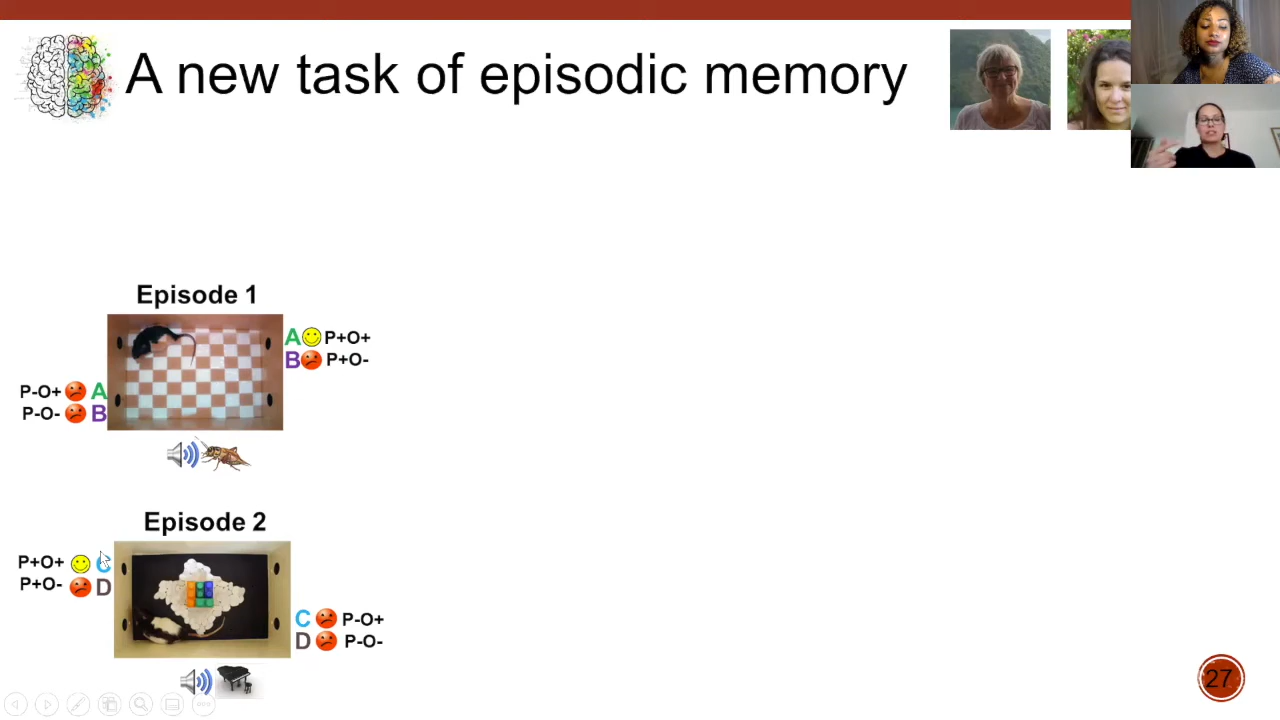 A new task of episodic memory
Episode 1
A P+O+
B P+O-
P-O+ A
P-O- B
Episode 2
P+O+ C
P+O- D
C P-O+
D P-O-
27